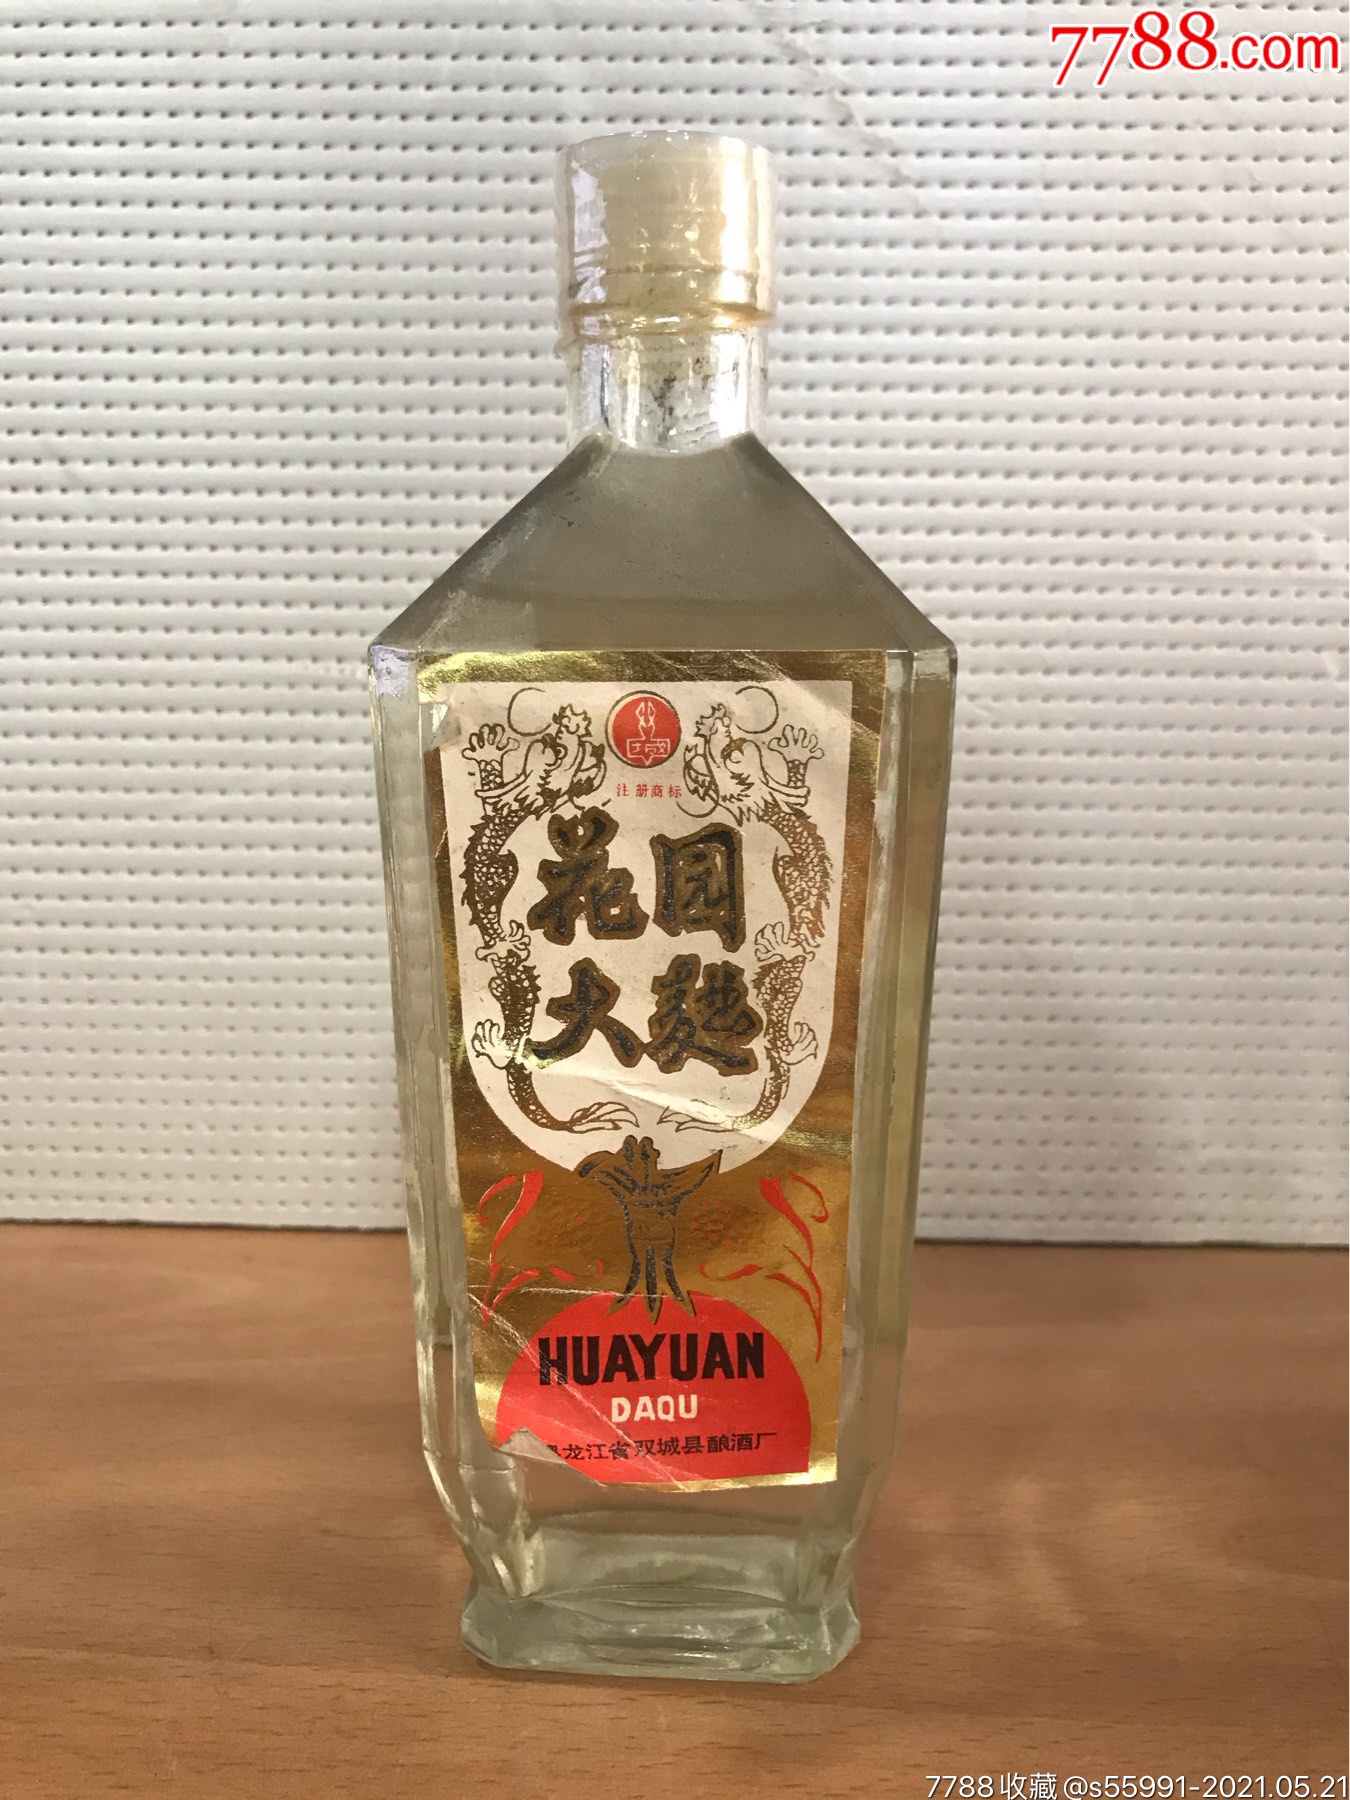 7788.com
注册商标
花园
大麯
HUAYUAN
DAQU
龙江省双城县酿酒厂
7788收藏@s55991-2021.05.21